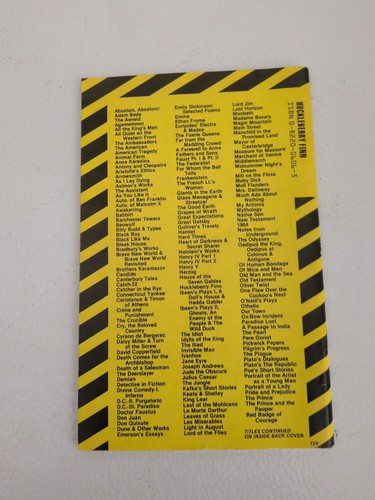 HUCKLEBERRY FINN
ISBN 0-8220-0606-5
Absalom, Absalom!
Adam Bede
The Aeneid
Agamemnon
All the King's Men
All Quiet on the
Western Front
The Ambassadors
The American
American Tragedy
Animal Farm
Anna Karenina
Antony and Cleopatra
Aristotle's Ethics
Arrowsmith
As I Lay Dying
Asimov's Works
The Assistant
As You Like It
Auto. of Ben Franklin
Auto. of Malcolm X
Awakening
Babbitt
Barchester Towers
Beowulf
Billy Budd & Typee
Black Boy
Black Like Me
Bleak House
Bradbury's Works
Brave New World &
Brave New World
Revisited
Brothers Karamazov
Candide
Canterbury Tales
Catch-22
Catcher in the Rye
Connecticut Yankee
Coriolanus & Timon
of Athens
Crime and
Punishment
The Crucible
Cry, the Beloved
Country
Cyrano de Bergerac
Daisy Miller & Turn
of the Screw
David Copperfield
Death Comes for the
Archbishop
Death of a Salesman
The Deerslayer
Demian
Detective in Fiction
Divine Comedy-I.
Inferno
D.C.-II. Purgatorio
D.C.-III. Paradiso
Doctor Faustus
Don Juan
Don Quixote
Dune & Other Works
Emerson's Essays
Emily Dickinson:
Selected Poems
Emma
Ethan Frome
Euripides' Electra
& Medea
The Faerie Queene
Far from the
Madding Crowd
A Farewell to Arms
Fathers and Sons
Faust Pt. I & Pt. II
The Federalist
For Whom the Bell
Tolls
Frankenstein
The French Lt.'s
Woman
Giants in the Earth
Glass Menagerie &
Streetcar
The Good Earth
Grapes of Wrath
Great Expectations
Great Gatsby
Gulliver's Travels
Hamlet
Hard Times
Heart of Darkness &
Secret Sharer
Hawthorne's Works
Henry IV Part 1
Henry IV Part 2
Henry V
Herzog
House of the
Seven Gables
Huckleberry Finn
Ibsen's Plays I, A
Doll's House &
Hedda Gabler
Ibsen's Plays II,
Ghosts, An
Enemy of the
People & The
Wild Duck
The Idiot
Idylls of the King
The Iliad
Invisible Man
Ivanhoe
Jane Eyre
Joseph Andrews
Jude the Obscure
Julius Caesar
The Jungle
Kafka's Short Stories
Keats & Shelley
King Lear
Last of the Mohicans
Le Morte Darthur
Leaves of Grass
Les Miserables
Light in August
Lord of the Flies
Lord Jim
Lost Horizon
Macbeth
Madame Bovary
Magic Mountain
Main Street
Manchild in the
Promised Land
Mayor of
Casterbridge
Measure for Measure
Merchant of Venice
Middlemarch
Midsummer Night's
Dream
Mill on the Floss
Moby Dick
Moll Flanders
Mrs. Dalloway
Much Ado About
Nothing
My Antonia
Mythology
Native Son
New Testament
1984
Notes from
Underground
The Odyssey
Oedipus the King,
Oedipus at
Colonus &
Antigone
Of Human Bondage
Of Mice and Men
Old Man and the Sea
Old Testament
Oliver Twist
One Flew Over the
Cuckoo's Nest
O'Neill's Plays
Othello
Our Town
Ox-Bow Incident
Paradise Lost
A Passage to India
The Pearl
Pere Goriot
Pickwick Papers
Pilgrim's Progress
The Plague
Plato's Dialogues
Plato's The Republic
Poe's Short Stories
Portrait of the Artist
as a Young Man
Portrait of a Lady
Pride and Prejudice
The Prince
The Prince and the
Pauper
Red Badge of
Courage
TITLES CONTINUED
ON INSIDE BACK COVER